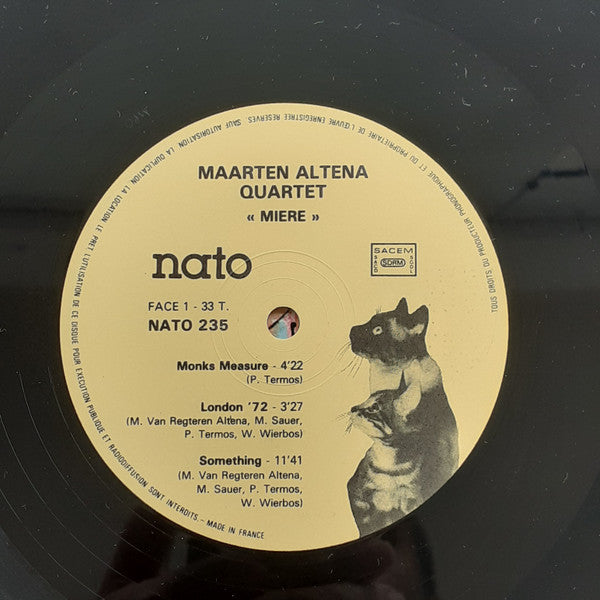 MAARTEN ALTENA
QUARTET
« MIERE »
nato
SACEM
SACD
SDRM
SGDL
FACE 1 - 33 T.
NATO 235
Monks Measure - 4'22
(P. Termos)
London '72 - 3'27
(M. Van Regteren Altena, M. Sauer,
P. Termos, W. Wierbos)
Something - 11'41
(M. Van Regteren Altena,
M. Sauer, P. Termos,
W. Wierbos)
TOUS DROITS DU PRODUCTEUR PHONOGRAPHIQUE ET DU PROPRIETAIRE DE L'ŒUVRE ENREGISTREE RESERVES. SAUF AUTORISATION, LA DUPLICATION, LA LOCATION, LE PRET, L'UTILISATION DE CE DISQUE POUR EXECUTION PUBLIQUE ET RADIODIFFUSION SONT INTERDITS. - MADE IN FRANCE